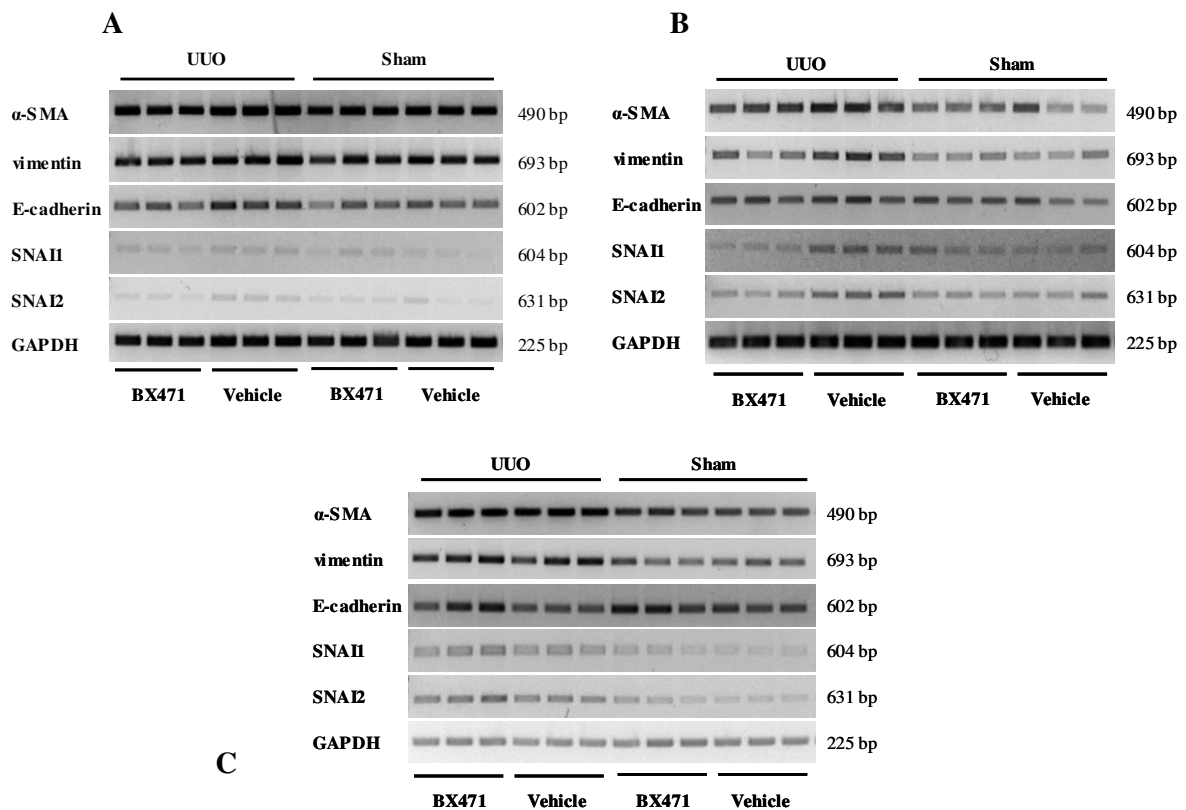 A
UUO Sham
α-SMA 490 bp
vimentin 693 bp
E-cadherin 602 bp
SNAI1 604 bp
SNAI2 631 bp
GAPDH 225 bp
BX471 Vehicle BX471 Vehicle
B
UUO Sham
α-SMA 490 bp
vimentin 693 bp
E-cadherin 602 bp
SNAI1 604 bp
SNAI2 631 bp
GAPDH 225 bp
BX471 Vehicle BX471 Vehicle
UUO Sham
α-SMA 490 bp
vimentin 693 bp
E-cadherin 602 bp
SNAI1 604 bp
SNAI2 631 bp
GAPDH 225 bp
C
BX471 Vehicle BX471 Vehicle